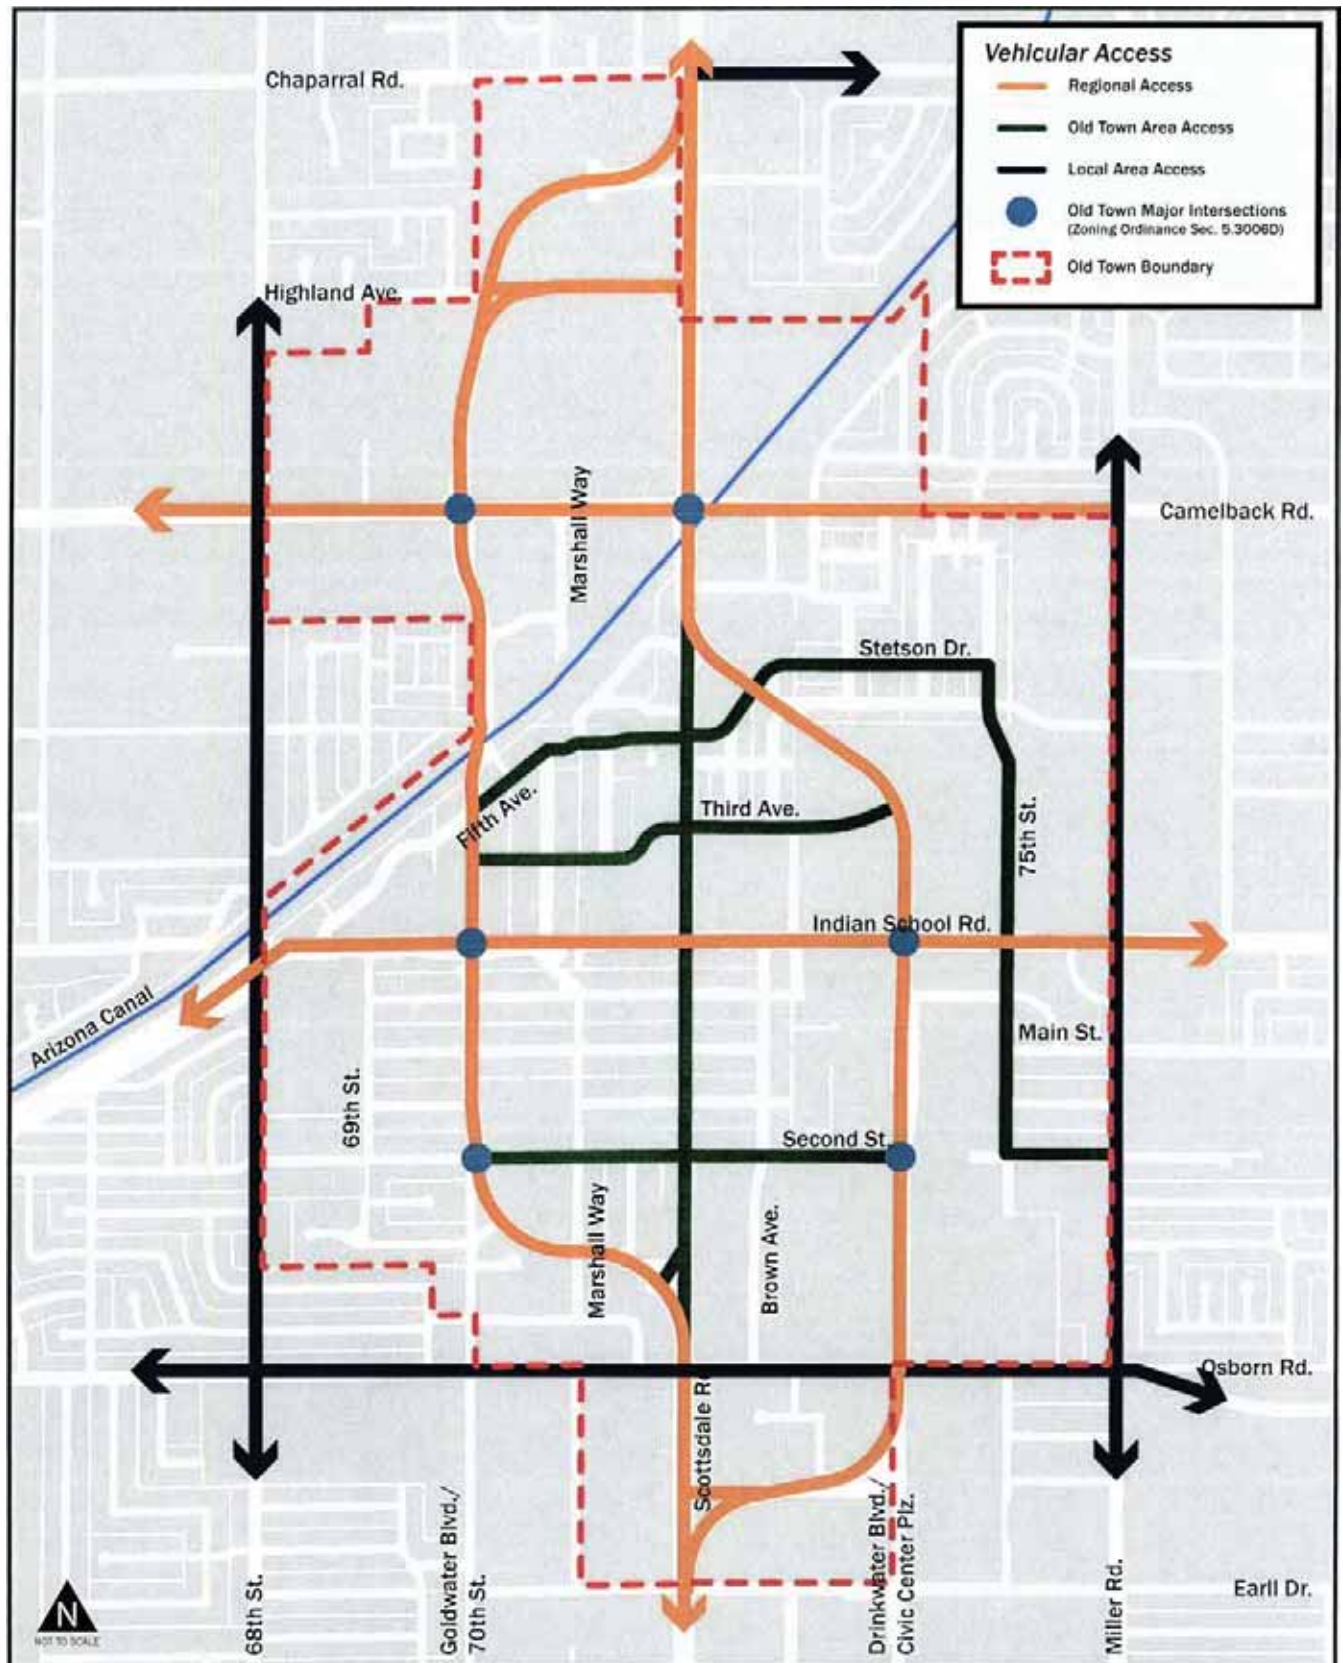 Vehicular Access
Regional Access
Old Town Area Access
Local Area Access
Old Town Major Intersections
(Zoning Ordinance Sec. 5.3006D)
Old Town Boundary
Chaparral Rd.
Highland Ave.
Marshall Way
Camelback Rd.
Stetson Dr.
Fifth Ave.
Third Ave.
75th St.
Indian School Rd.
Arizona Canal
Main St.
69th St.
Second St.
Marshall Way
Brown Ave.
Osborn Rd.
Scottsdale R
68th St.
Goldwater Blvd./
70th St.
Drinkwater Blvd./
Civic Center Plz.
Miller Rd.
Earll Dr.
N
NOT TO SCALE